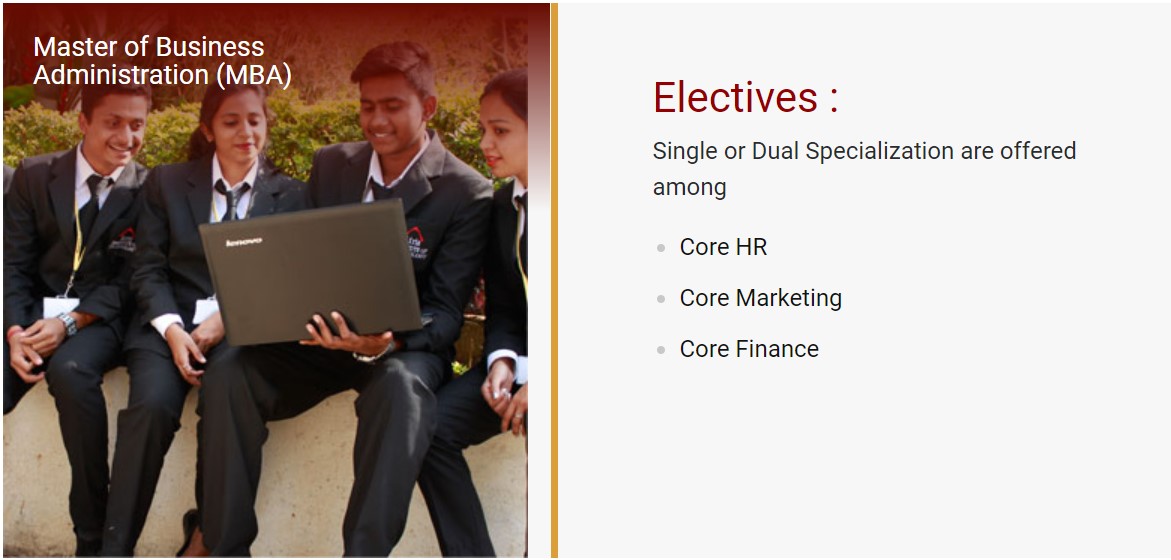 Master of Business
Administration (MBA)
lenovo
Electives :
Single or Dual Specialization are offered
among
Core HR
Core Marketing
Core Finance